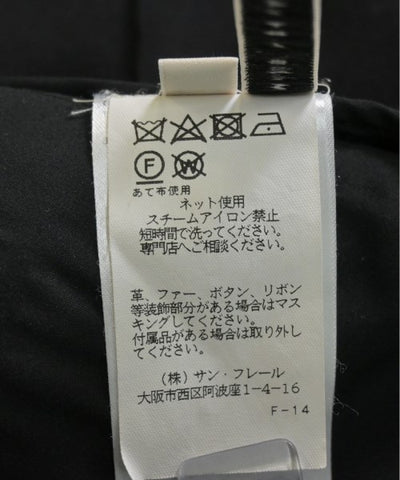 F W
あて布使用
ネット使用
スチームアイロン禁止
短時間で洗ってください。
専門店へご相談ください。
革、ファー、ボタン、リボン
等装飾部分がある場合はマス
キングしてください。
付属品がある場合は取り外し
てください。
(株)サン・フレール
大阪市西区阿波座1-4-16
F-14